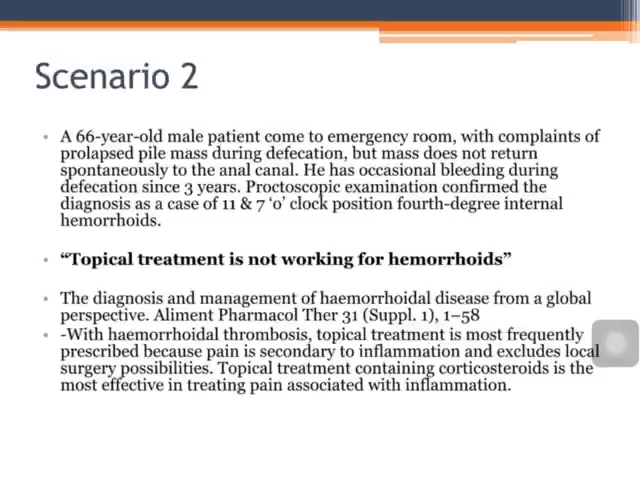 Scenario 2
• A 66-year-old male patient come to emergency room, with complaints of
prolapsed pile mass during defecation, but mass does not return
spontaneously to the anal canal. He has occasional bleeding during
defecation since 3 years. Proctoscopic examination confirmed the
diagnosis as a case of 11 & 7 ‘o’ clock position fourth-degree internal
hemorrhoids.
• “Topical treatment is not working for hemorrhoids”
• The diagnosis and management of haemorrhoidal disease from a global
perspective. Aliment Pharmacol Ther 31 (Suppl. 1), 1–58
• -With haemorrhoidal thrombosis, topical treatment is most frequently
prescribed because pain is secondary to inflammation and excludes local
surgery possibilities. Topical treatment containing corticosteroids is the
most effective in treating pain associated with inflammation.